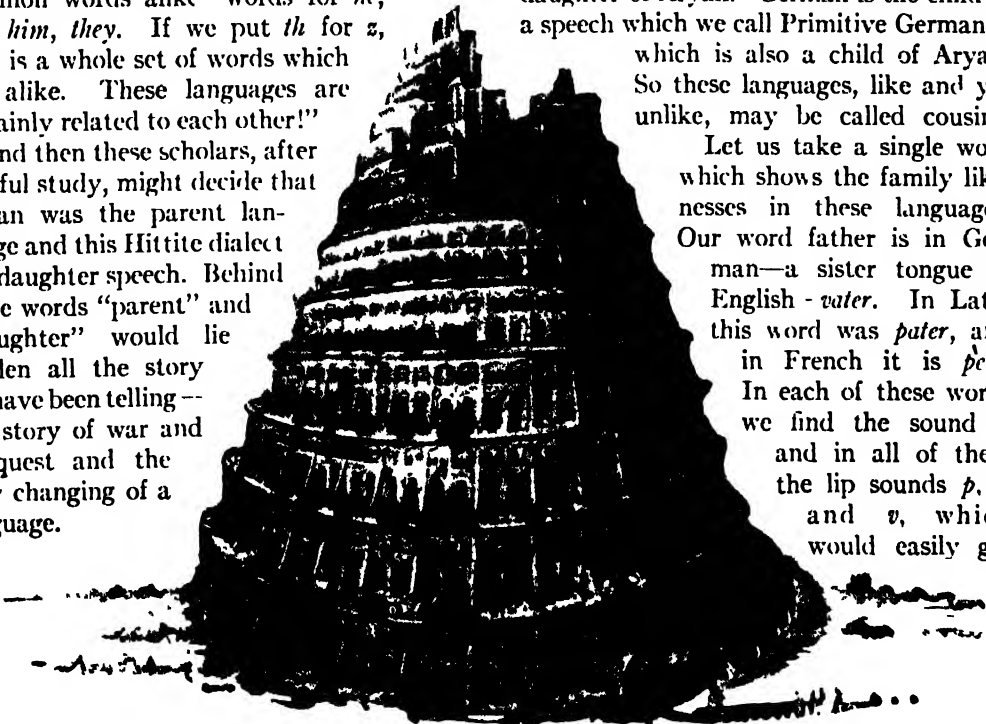 words alike words for
him, they. If we put th for z,
is a whole set of words which
alike. These languages are
ainly related to each other!"
nd then these scholars, after
ful study, might decide that
an was the parent lan-
ge and this Hittite dialect
daughter speech. Behind
e words "parent" and
ughter" would lie
den all the story
have been telling—
story of war and
quest and the
changing of a
guage.
a speech which we call Primitive German
which is also a child of Arya
So these languages, like and y
unlike, may be called cousin
Let us take a single wo
which shows the family lik
nesses in these language
Our word father is in Ge
man—a sister tongue
English - vater. In Lat
this word was pater, a
in French it is pè
In each of these wor
we find the sound
and in all of the
the lip sounds p,
and v, whic
would easily g